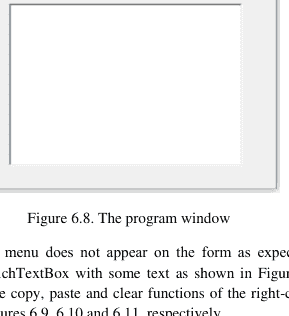 Figure 6.8. The program window
menu does not appear on the form as expec
ichTextBox with some text as shown in Figur
e copy, paste and clear functions of the right-c
ures 6.9, 6.10 and 6.11, respectively